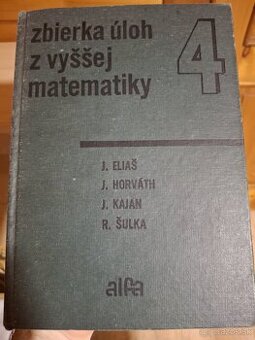 zbierka úloh
z vyššej
matematiky
4
J. ELIAŠ
J. HORVÁTH
J. KAJAN
R. ŠULKA
alfa